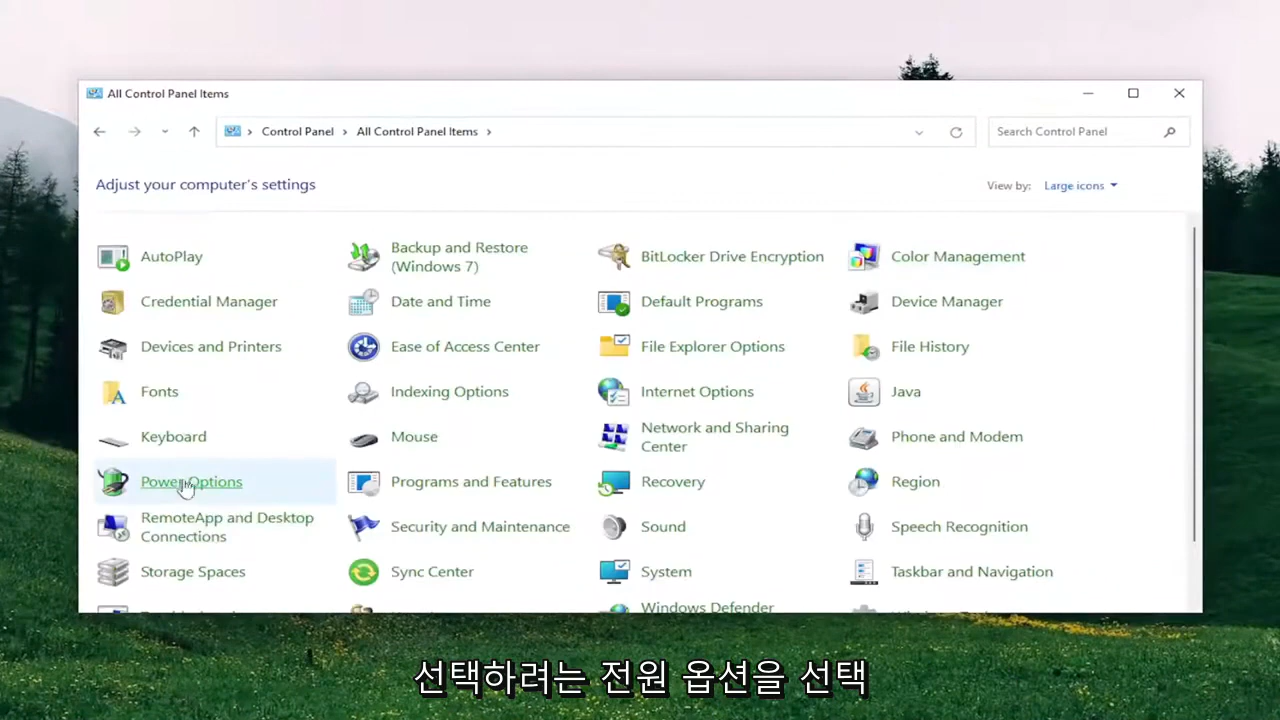 All Control Panel Items
Control Panel > All Control Panel Items >
Search Control Panel
Adjust your computer's settings
View by: Large icons
AutoPlay
Backup and Restore
(Windows 7)
BitLocker Drive Encryption
Color Management
Credential Manager
Date and Time
Default Programs
Device Manager
Devices and Printers
Ease of Access Center
File Explorer Options
File History
Fonts
Indexing Options
Internet Options
Java
Keyboard
Mouse
Network and Sharing
Center
Phone and Modem
Power Options
Programs and Features
Recovery
Region
RemoteApp and Desktop
Connections
Security and Maintenance
Sound
Speech Recognition
Storage Spaces
Sync Center
System
Taskbar and Navigation
Windows Defender
선택하려는 전원 옵션을 선택